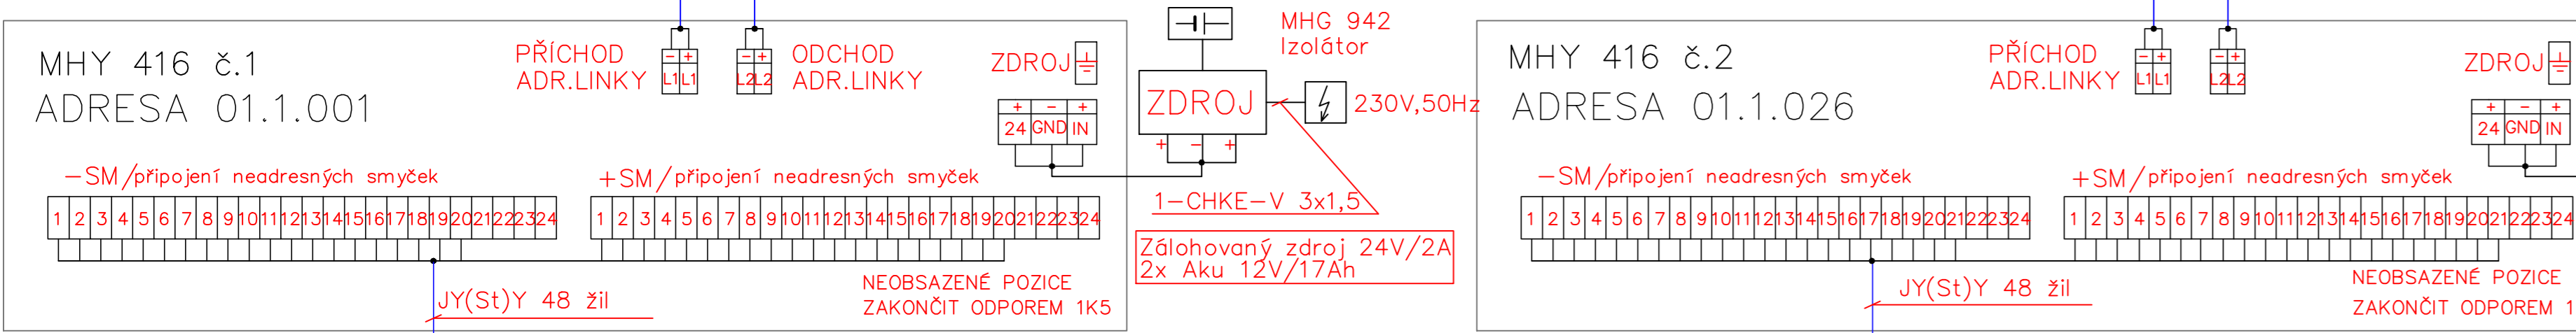 MHY 416 č.1
ADRESA 01.1.001
PŘÍCHOD
ADR.LINKY
- +
L1 L1
- +
L2 L2
ODCHOD
ADR.LINKY
ZDROJ
+ - +
24 GND IN
-SM/připojení neadresných smyček
1 2 3 4 5 6 7 8 9 10 11 12 13 14 15 16 17 18 19 20 21 22 23 24
+SM/připojení neadresných smyček
1 2 3 4 5 6 7 8 9 10 11 12 13 14 15 16 17 18 19 20 21 22 23 24
JY(St)Y 48 žil
NEOBSAZENÉ POZICE
ZAKONČIT ODPOREM 1K5
MHG 942
Izolátor
ZDROJ
+ - +
230V,50Hz
1-CHKE-V 3x1,5
Zálohovaný zdroj 24V/2A
2x Aku 12V/17Ah
MHY 416 č.2
ADRESA 01.1.026
PŘÍCHOD
ADR.LINKY
- +
L1 L1
- +
L2 L2
ZDROJ
+ - +
24 GND IN
-SM/připojení neadresných smyček
1 2 3 4 5 6 7 8 9 10 11 12 13 14 15 16 17 18 19 20 21 22 23 24
+SM/připojení neadresných smyček
1 2 3 4 5 6 7 8 9 10 11 12 13 14 15 16 17 18 19 20 21 22 23 24
JY(St)Y 48 žil
NEOBSAZENÉ POZICE
ZAKONČIT ODPOREM 1